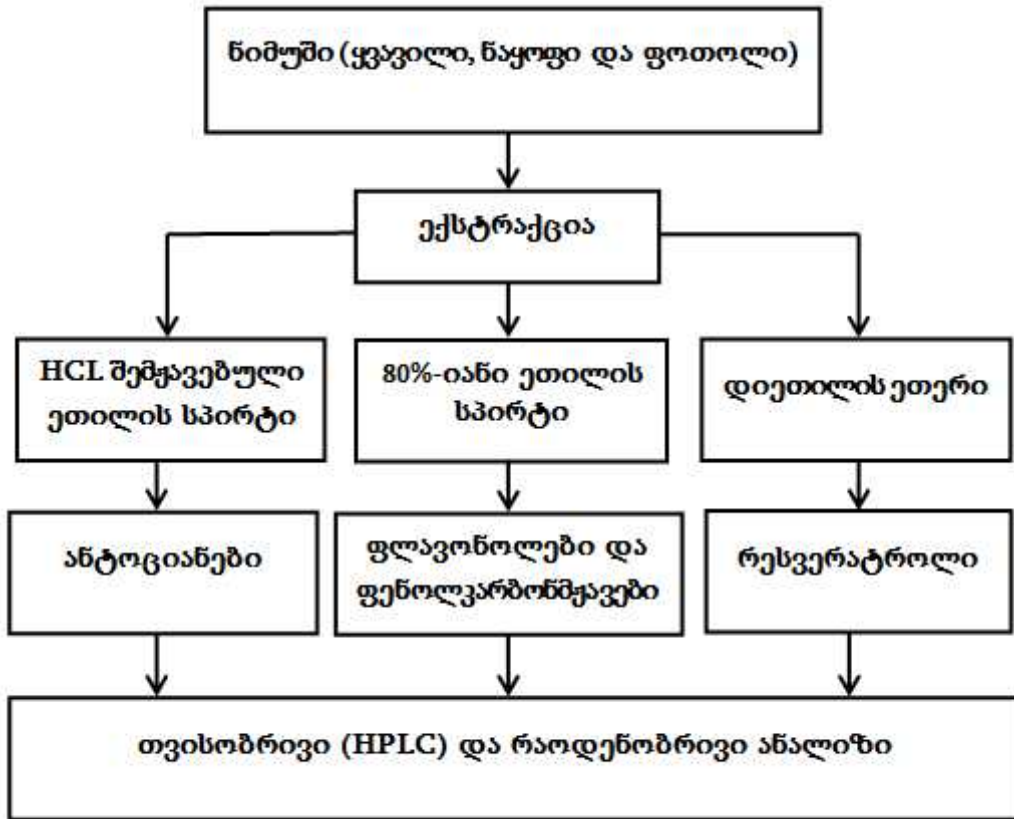 ნიმუში (ყვავილი, ნაყოფი და ფოთოლი)
ექსტრაქცია
HCL შემჟავებული
ეთილის სპირტი
80%-იანი ეთილის
სპირტი
დიეთილის ეთერი
ანტოციანები
ფლავონოლები და
ფენოლკარბონმჟავები
რესვერატროლი
თვისობრივი (HPLC) და რაოდენობრივი ანალიზი